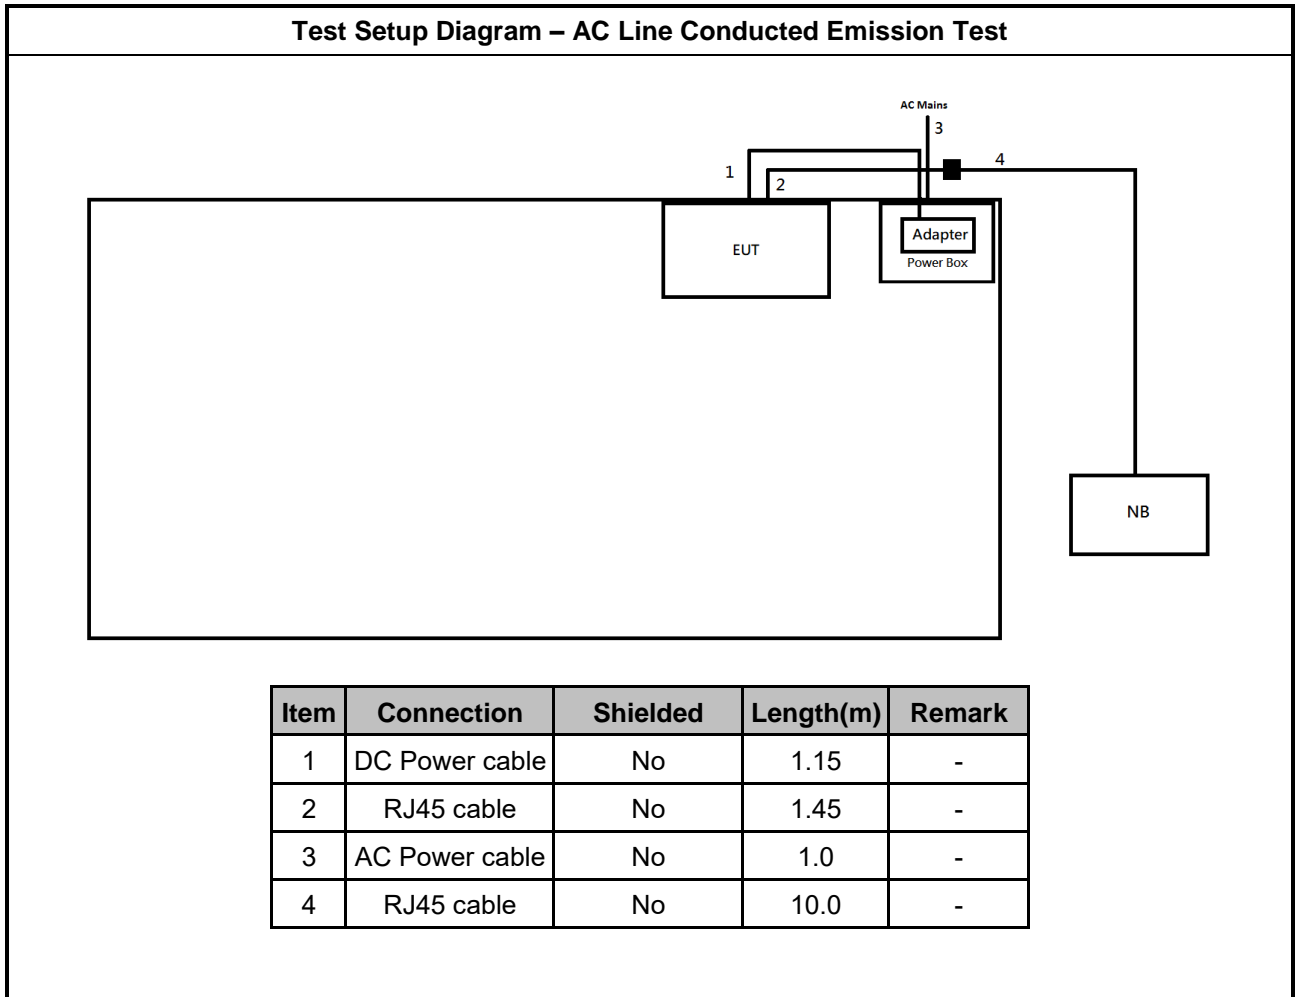 Test Setup Diagram – AC Line Conducted Emission Test
AC Mains
3
4
1
2
Adapter
EUT
Power Box
NB
Item Connection Shielded Length(m) Remark
1 DC Power cable No 1.15 -
2 RJ45 cable No 1.45 -
3 AC Power cable No 1.0 -
4 RJ45 cable No 10.0 -